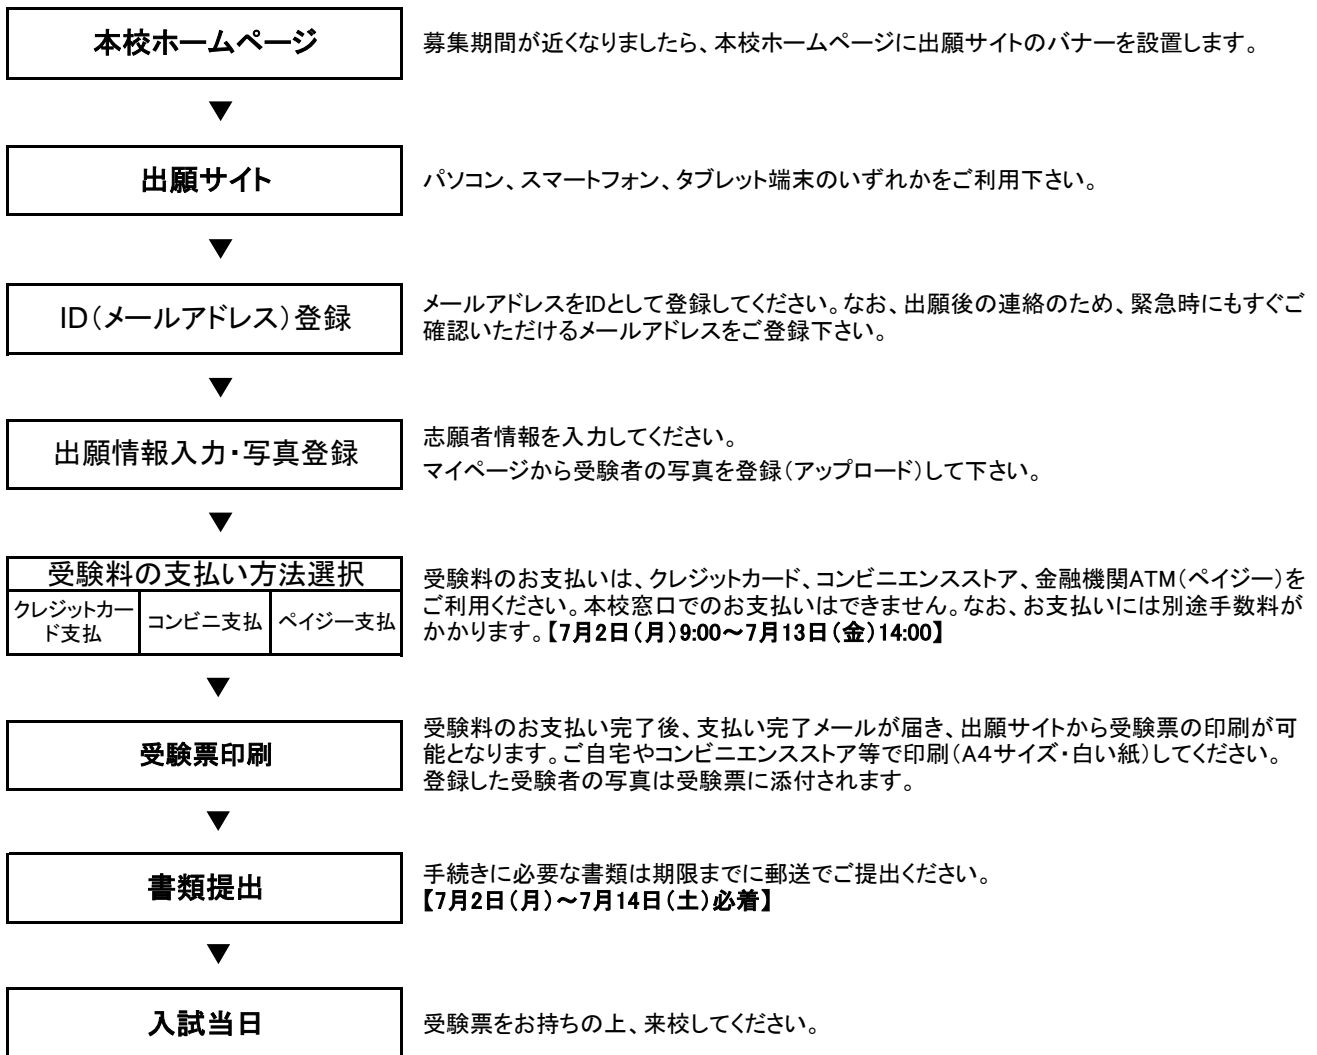 本校ホームページ
募集期間が近くなりましたら、本校ホームページに出願サイトのバナーを設置します。
▼
出願サイト
パソコン、スマートフォン、タブレット端末のいずれかをご利用下さい。
▼
ID(メールアドレス)登録
メールアドレスをIDとして登録してください。なお、出願後の連絡のため、緊急時にもすぐご
確認いただけるメールアドレスをご登録下さい。
▼
出願情報入力・写真登録
志願者情報を入力してください。
マイページから受験者の写真を登録(アップロード)して下さい。
▼
受験料の支払い方法選択
クレジットカー
ド支払
コンビニ支払
ペイジー支払
受験料のお支払いは、クレジットカード、コンビニエンスストア、金融機関ATM(ペイジー)を
ご利用ください。本校窓口でのお支払いはできません。なお、お支払いには別途手数料が
かかります。【7月2日(月)9:00～7月13日(金)14:00】
▼
受験票印刷
受験料のお支払い完了後、支払い完了メールが届き、出願サイトから受験票の印刷が可
能となります。ご自宅やコンビニエンスストア等で印刷(A4サイズ・白い紙)してください。
登録した受験者の写真は受験票に添付されます。
▼
書類提出
手続きに必要な書類は期限までに郵送でご提出ください。
【7月2日(月)～7月14日(土)必着】
▼
入試当日
受験票をお持ちの上、来校してください。